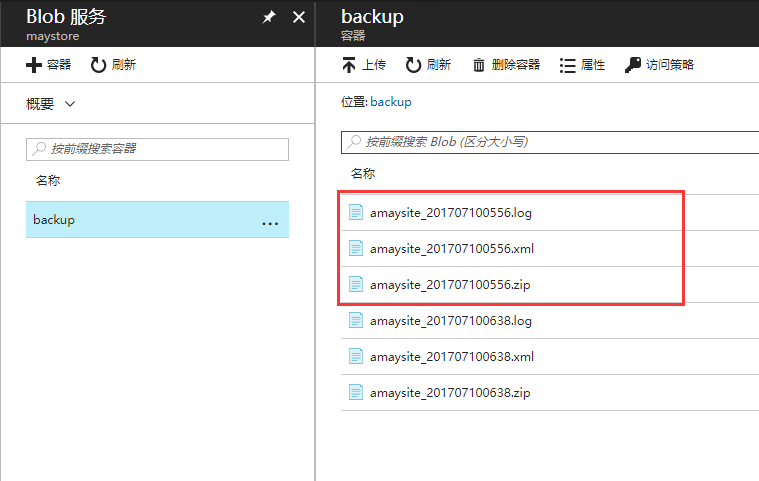 Blob 服务
maystore
容器 刷新
概要
按前缀搜索容器
名称
backup ...
backup
容器
上传 刷新 删除容器 属性 访问策略
位置: backup
按前缀搜索 Blob (区分大小写)
名称
amaysite_201707100556.log
amaysite_201707100556.xml
amaysite_201707100556.zip
amaysite_201707100638.log
amaysite_201707100638.xml
amaysite_201707100638.zip